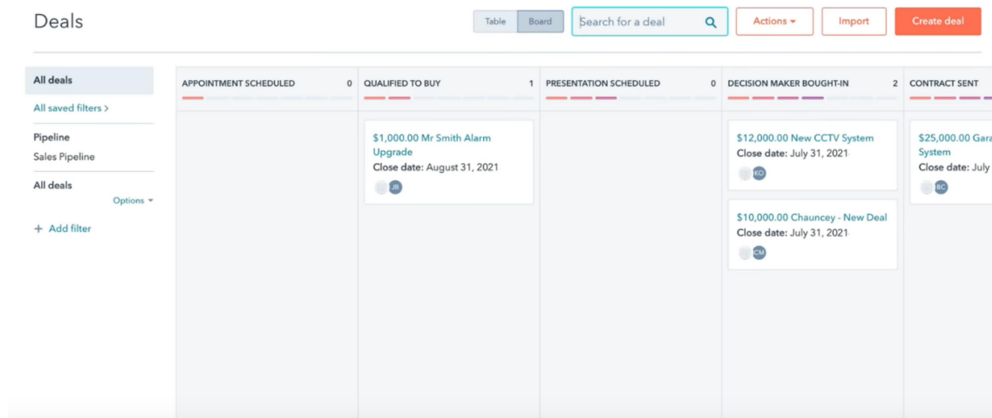 Deals
Table
Board
Search for a deal
Actions
Import
Create deal
All deals
All saved filters >
Pipeline
Sales Pipeline
All deals
Options
+ Add filter
APPOINTMENT SCHEDULED 0
QUALIFIED TO BUY 1
$1,000.00 Mr Smith Alarm
Upgrade
Close date: August 31, 2021
JB
PRESENTATION SCHEDULED 0
DECISION MAKER BOUGHT-IN 2
$12,000.00 New CCTV System
Close date: July 31, 2021
KO
$10,000.00 Chauncey - New Deal
Close date: July 31, 2021
CM
CONTRACT SENT
$25,000.00 Gara
System
Close date: July
BC